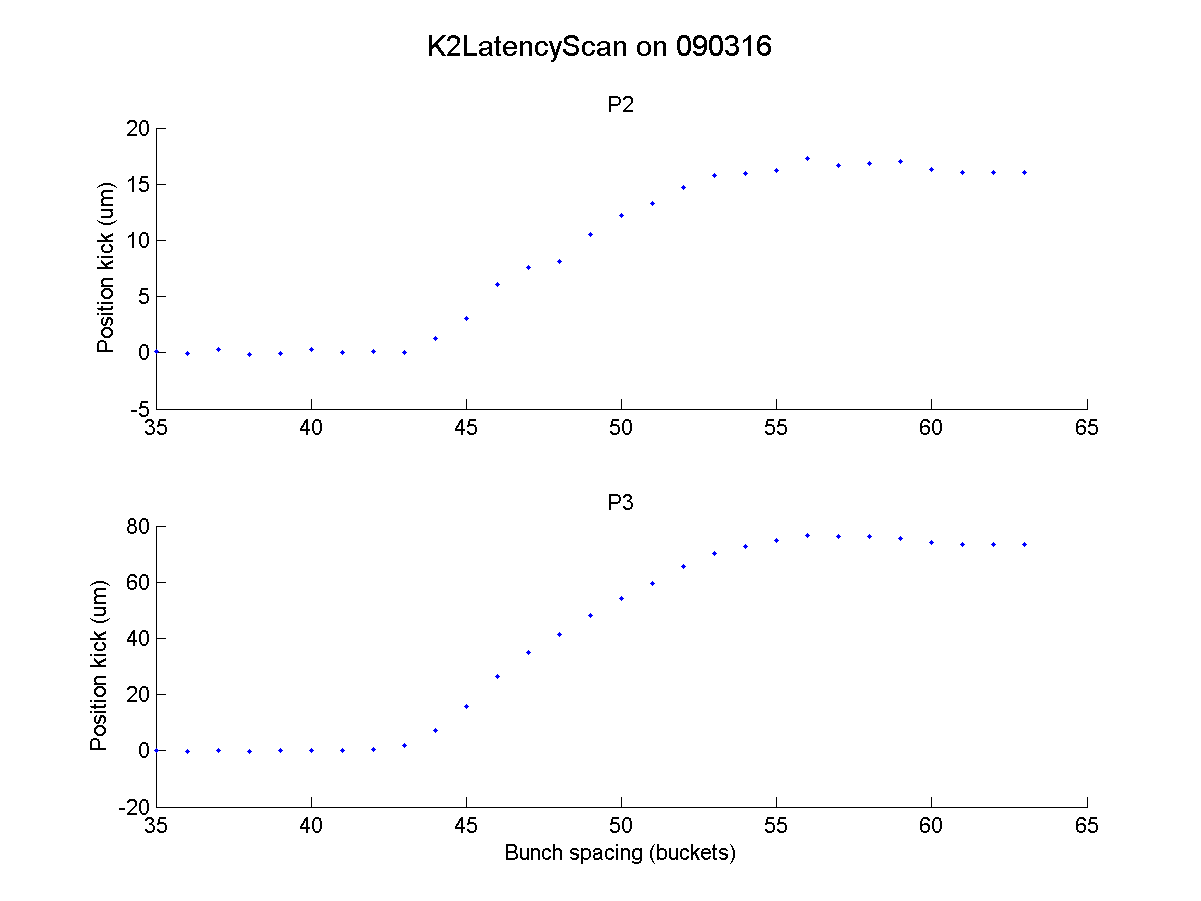 K2LatencyScan on 090316
P2
20
15
10
5
0
-5
Position kick (um)
35 40 45 50 55 60 65
P3
80
60
40
20
0
-20
Position kick (um)
35 40 45 50 55 60 65
Bunch spacing (buckets)